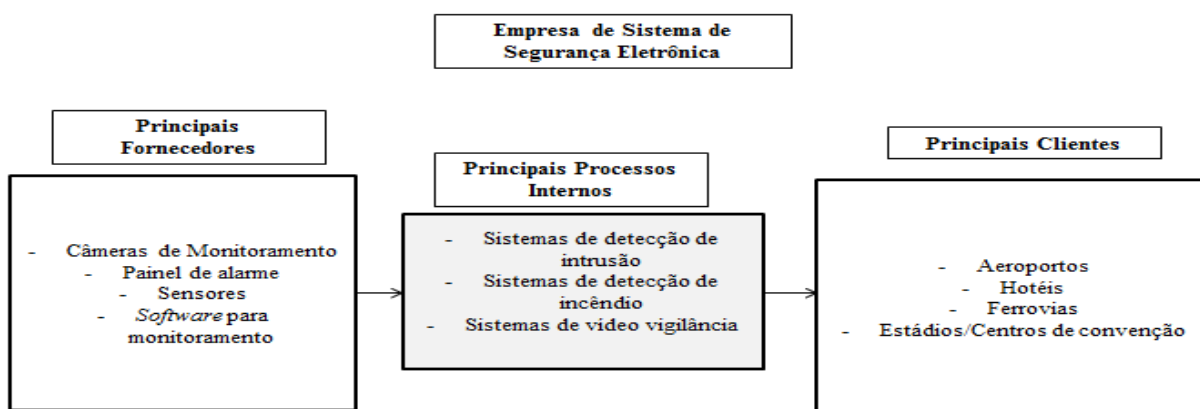 Empresa de Sistema de
Segurança Eletrônica
Principais
Fornecedores
- Câmeras de Monitoramento
- Painel de alarme
- Sensores
- Software para
monitoramento
Principais Processos
Internos
- Sistemas de detecção de
intrusão
- Sistemas de detecção de
incêndio
- Sistemas de vídeo vigilância
Principais Clientes
- Aeroportos
- Hotéis
- Ferrovias
- Estádios/Centros de convenção